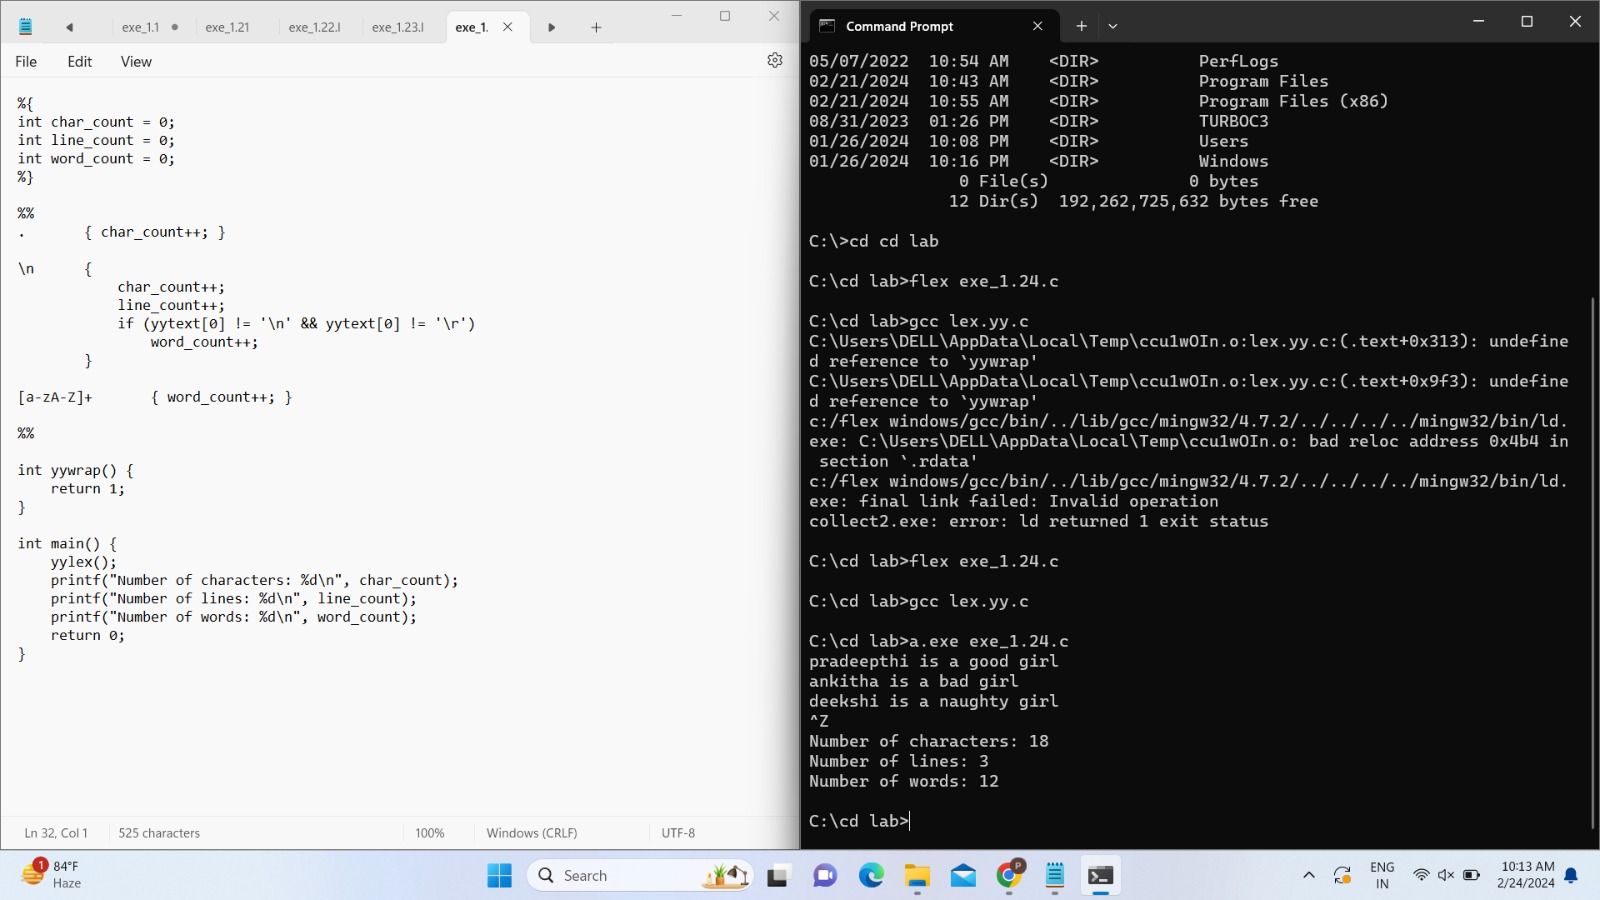 exe_1.1
exe_1.21
exe_1.22.l
exe_1.23.l
exe_1.
File
Edit
View
%{
int char_count = 0;
int line_count = 0;
int word_count = 0;
%}
%%
. { char_count++; }
\n {
char_count++;
line_count++;
if (yytext[0] != '\n' && yytext[0] != '\r')
word_count++;
}
[a-zA-Z]+ { word_count++; }
%%
int yywrap() {
return 1;
}
int main() {
yylex();
printf("Number of characters: %d\n", char_count);
printf("Number of lines: %d\n", line_count);
printf("Number of words: %d\n", word_count);
return 0;
}
Ln 32, Col 1
525 characters
100%
Windows (CRLF)
UTF-8
Command Prompt
05/07/2022 10:54 AM <DIR> PerfLogs
02/21/2024 10:43 AM <DIR> Program Files
02/21/2024 10:55 AM <DIR> Program Files (x86)
08/31/2023 01:26 PM <DIR> TURBOC3
01/26/2024 10:08 PM <DIR> Users
01/26/2024 10:16 PM <DIR> Windows
0 File(s) 0 bytes
12 Dir(s) 192,262,725,632 bytes free
C:\>cd cd lab
C:\cd lab>flex exe_1.24.c
C:\cd lab>gcc lex.yy.c
C:\Users\DELL\AppData\Local\Temp\ccu1wOIn.o:lex.yy.c:(.text+0x313): undefine
d reference to `yywrap'
C:\Users\DELL\AppData\Local\Temp\ccu1wOIn.o:lex.yy.c:(.text+0x9f3): undefine
d reference to `yywrap'
c:/flex windows/gcc/bin/../lib/gcc/mingw32/4.7.2/../../../../mingw32/bin/ld.
exe: C:\Users\DELL\AppData\Local\Temp\ccu1wOIn.o: bad reloc address 0x4b4 in
section `.rdata'
c:/flex windows/gcc/bin/../lib/gcc/mingw32/4.7.2/../../../../mingw32/bin/ld.
exe: final link failed: Invalid operation
collect2.exe: error: ld returned 1 exit status
C:\cd lab>flex exe_1.24.c
C:\cd lab>gcc lex.yy.c
C:\cd lab>a.exe exe_1.24.c
pradeepthi is a good girl
ankitha is a bad girl
deekshi is a naughty girl
^Z
Number of characters: 18
Number of lines: 3
Number of words: 12
C:\cd lab>
1
84°F
Haze
Search
P
ENG
IN
10:13 AM
2/24/2024